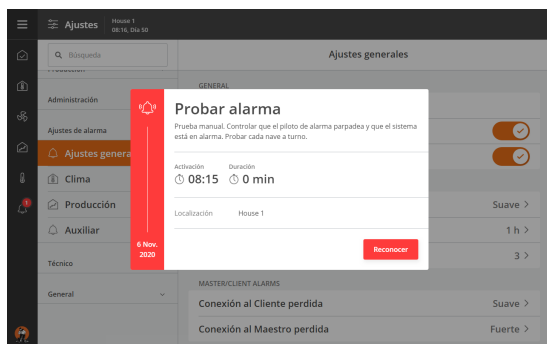 Ajustes
House 1
08:16, Día 50
Búsqueda
Ajustes generales
GENERAL
Administración
Ajustes de alarma
Ajustes genera
Clima
Producción
Auxiliar
Técnico
General
Suave
1 h
3
Probar alarma
Prueba manual. Controlar que el piloto de alarma parpadea y que el sistema
está en alarma. Probar cada nave a turno.
Activación
Duración
08:15
0 min
Localización
House 1
6 Nov.
2020
Reconocer
MASTER/CLIENT ALARMS
Conexión al Cliente perdida
Suave
Conexión al Maestro perdida
Fuerte